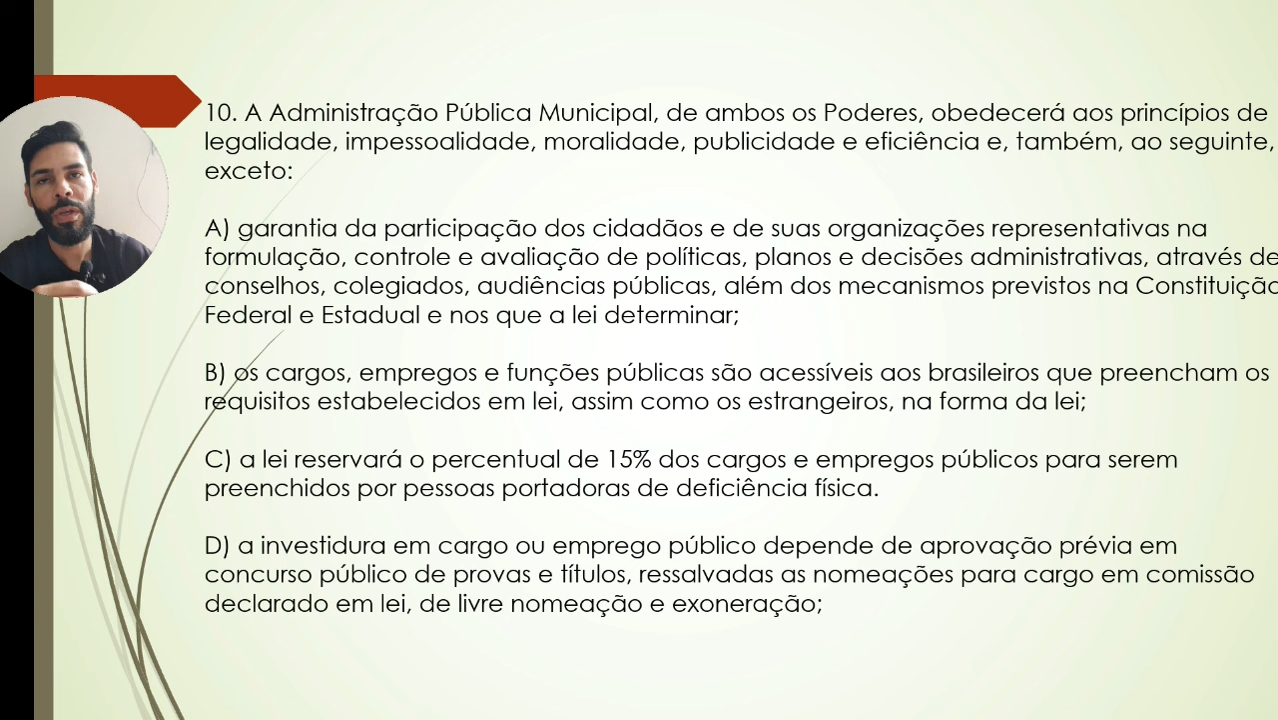 10. A Administração Pública Municipal, de ambos os Poderes, obedecerá aos princípios de
legalidade, impessoalidade, moralidade, publicidade e eficiência e, também, ao seguinte,
exceto:
A) garantia da participação dos cidadãos e de suas organizações representativas na
formulação, controle e avaliação de políticas, planos e decisões administrativas, através de
conselhos, colegiados, audiências públicas, além dos mecanismos previstos na Constituição
Federal e Estadual e nos que a lei determinar;
B) os cargos, empregos e funções públicas são acessíveis aos brasileiros que preencham os
requisitos estabelecidos em lei, assim como os estrangeiros, na forma da lei;
C) a lei reservará o percentual de 15% dos cargos e empregos públicos para serem
preenchidos por pessoas portadoras de deficiência física.
D) a investidura em cargo ou emprego público depende de aprovação prévia em
concurso público de provas e títulos, ressalvadas as nomeações para cargo em comissão
declarado em lei, de livre nomeação e exoneração;